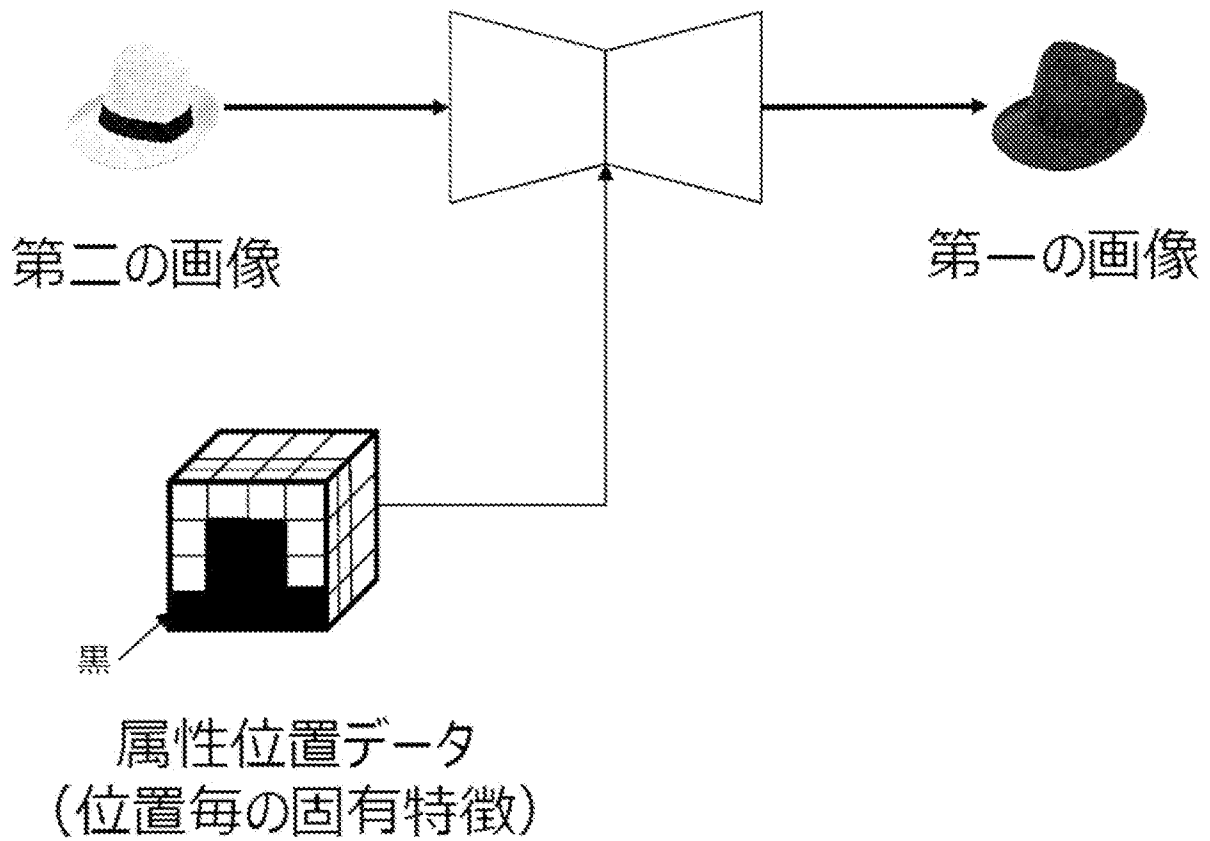 第二の画像
第一の画像
黒
属性位置データ
（位置毎の固有特徴）